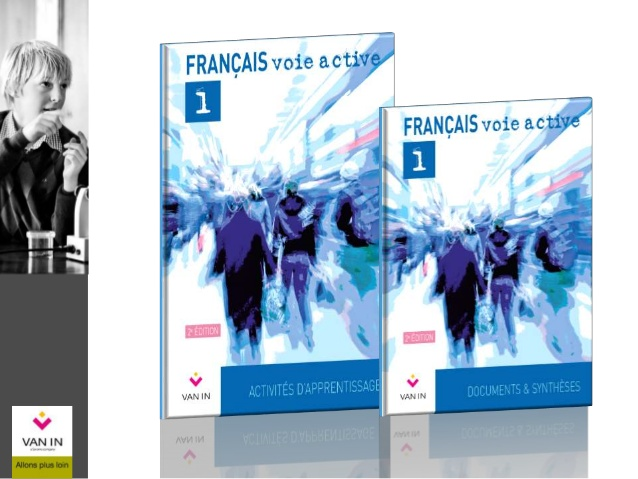 FRANÇAIS voie active
1
2e ÉDITION
VAN IN
ACTIVITÉS D'APPRENTISSAGE
FRANÇAIS voie active
1
2e ÉDITION
VAN IN
DOCUMENTS & SYNTHÈSES
VAN IN
Allons plus loin